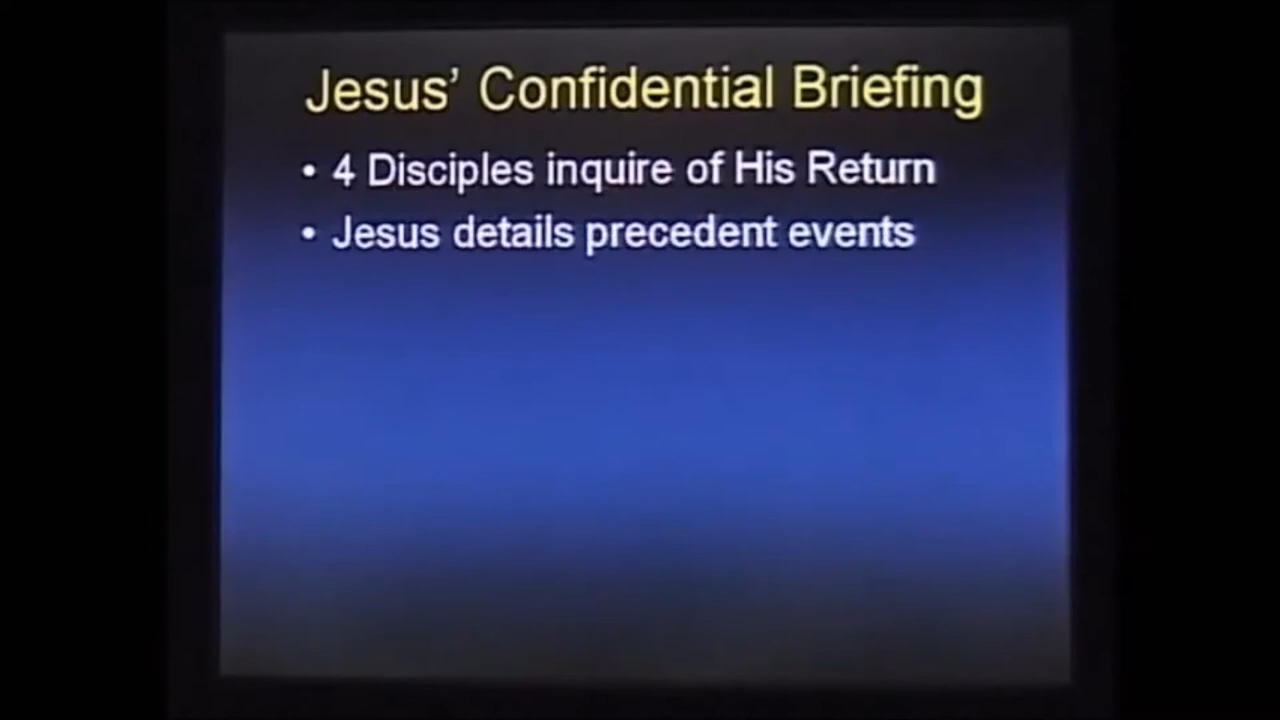 Jesus’ Confidential Briefing
• 4 Disciples inquire of His Return
• Jesus details precedent events